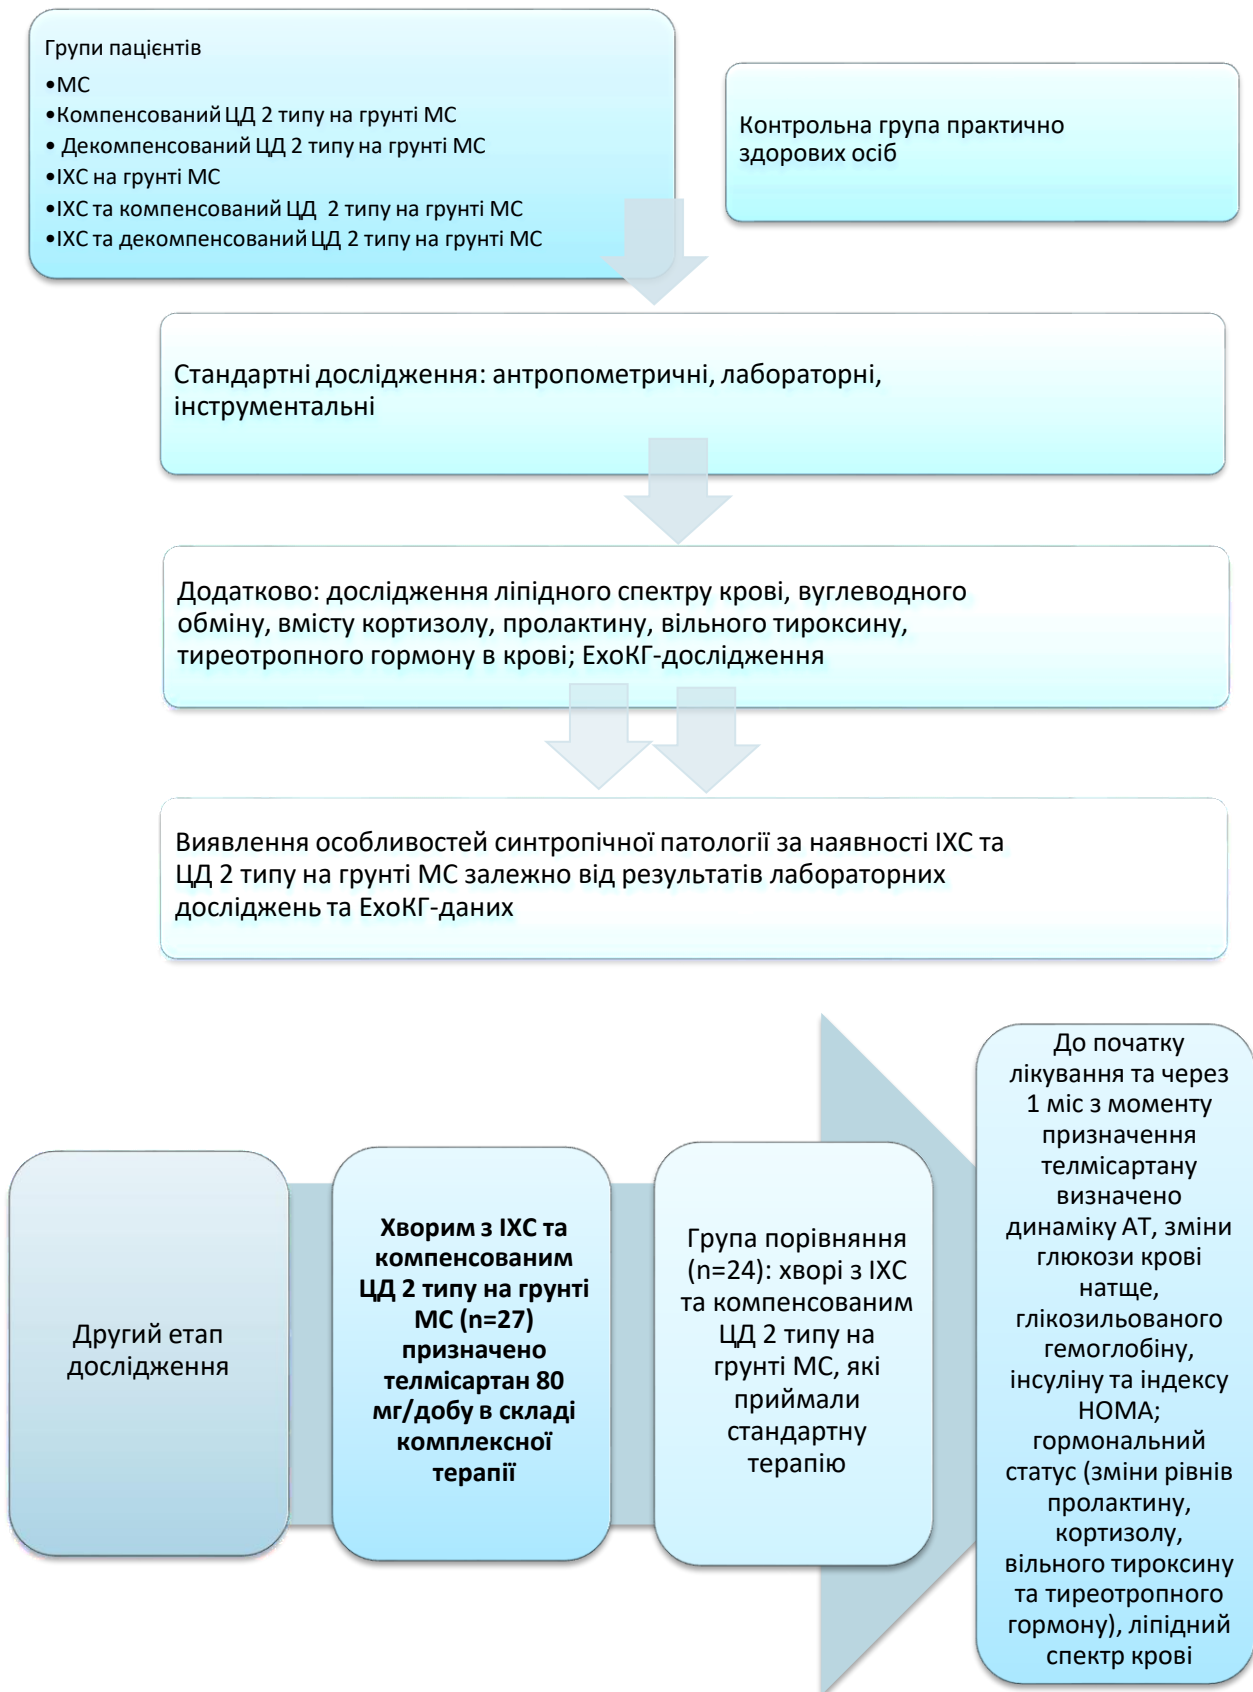 Групи пацієнтів
•МС
•Компенсований ЦД 2 типу на грунті МС
• Декомпенсований ЦД 2 типу на грунті МС
•ІХС на грунті МС
•ІХС та компенсований ЦД 2 типу на грунті МС
•ІХС та декомпенсований ЦД 2 типу на грунті МС
Контрольна група практично
здорових осіб
Стандартні дослідження: антропометричні, лабораторні,
інструментальні
Додатково: дослідження ліпідного спектру крові, вуглеводного
обміну, вмісту кортизолу, пролактину, вільного тироксину,
тиреотропного гормону в крові; ЕхоКГ-дослідження
Виявлення особливостей синтропічної патології за наявності ІХС та
ЦД 2 типу на грунті МС залежно від результатів лабораторних
досліджень та ЕхоКГ-даних
Другий етап
дослідження
Хворим з ІХС та
компенсованим
ЦД 2 типу на грунті
МС (n=27)
призначено
телмісартан 80
мг/добу в складі
комплексної
терапії
Група порівняння
(n=24): хворі з ІХС
та компенсованим
ЦД 2 типу на
грунті МС, які
приймали
стандартну
терапію
До початку
лікування та через
1 міс з моменту
призначення
телмісартану
визначено
динаміку АТ, зміни
глюкози крові
натще,
глікозильованого
гемоглобіну,
інсуліну та індексу
НОМА;
гормональний
статус (зміни рівнів
пролактину,
кортизолу,
вільного тироксину
та тиреотропного
гормону), ліпідний
спектр крові